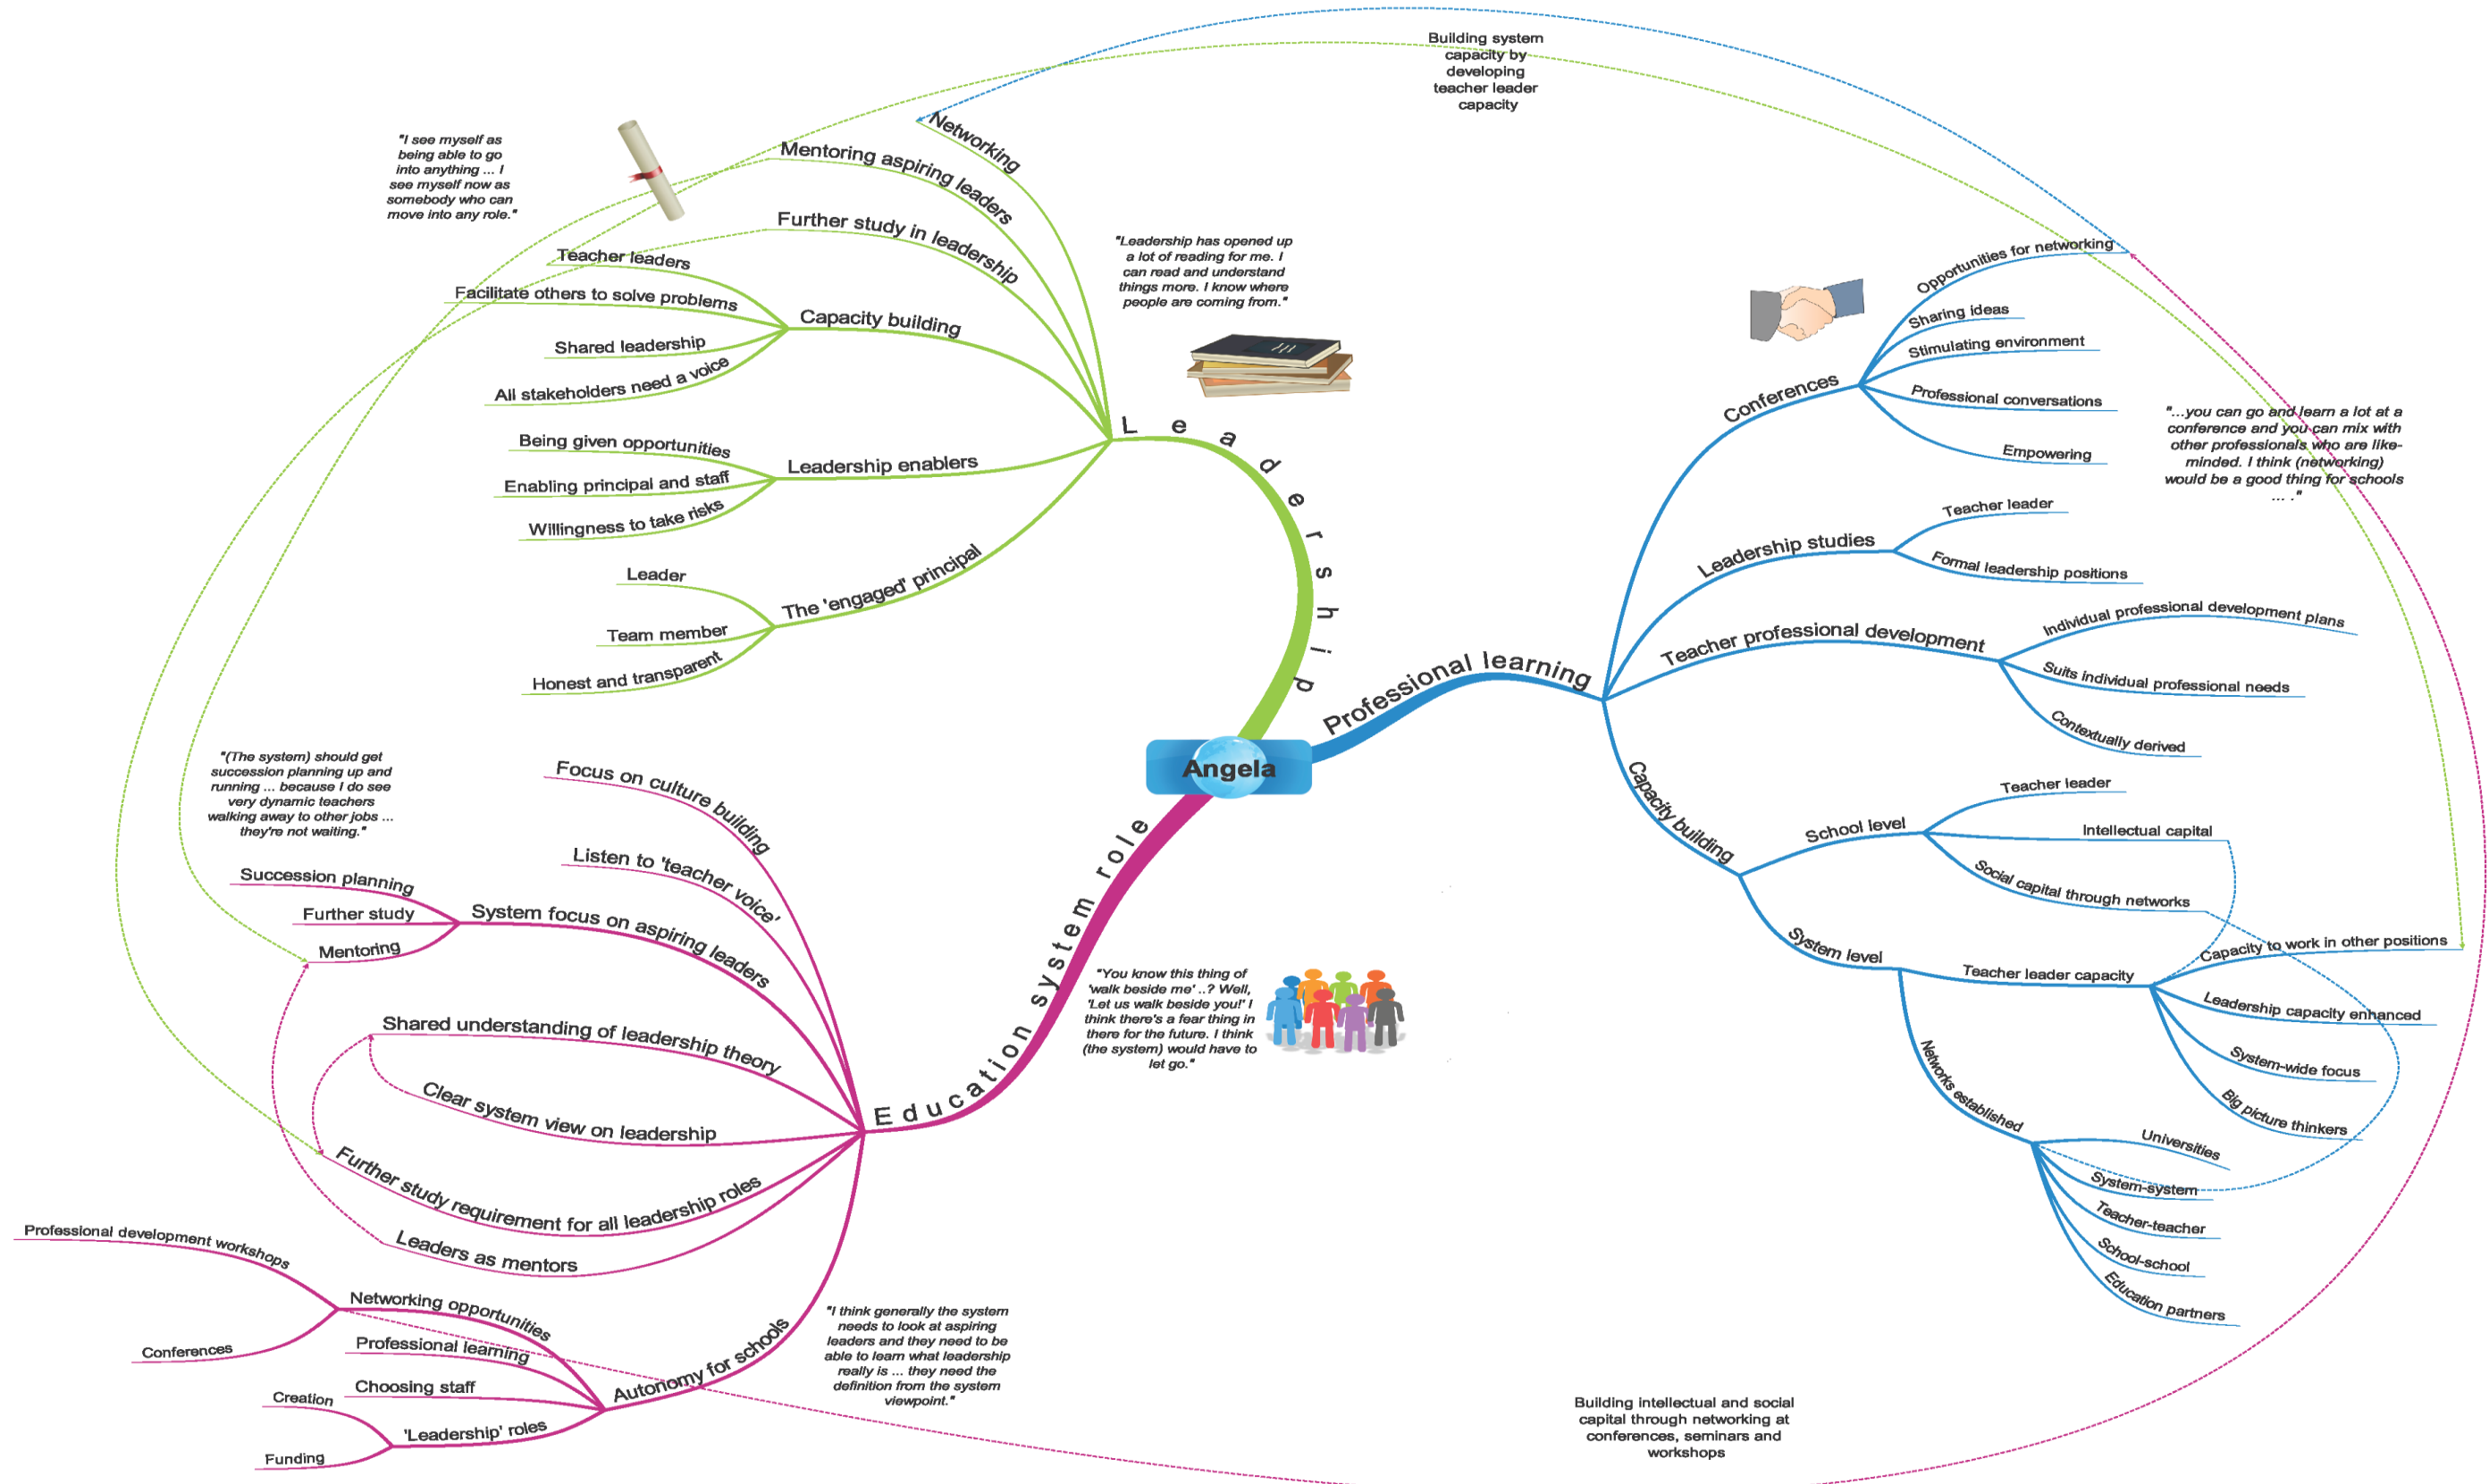 Angela
Leadership
Networking
Mentoring aspiring leaders
Further study in leadership
Capacity building
Teacher leaders
Facilitate others to solve problems
Shared leadership
All stakeholders need a voice
Leadership enablers
Being given opportunities
Enabling principal and staff
Willingness to take risks
The 'engaged' principal
Leader
Team member
Honest and transparent
"I see myself as
being able to go
into anything ... I
see myself now as
somebody who can
move into any role."
"Leadership has opened up
a lot of reading for me. I
can read and understand
things more. I know where
people are coming from."
Building system
capacity by
developing
teacher leader
capacity
Professional learning
Conferences
Opportunities for networking
Sharing ideas
Stimulating environment
Professional conversations
Empowering
"...you can go and learn a lot at a
conference and you can mix with
other professionals who are like-
minded. I think (networking)
would be a good thing for schools
... ."
Leadership studies
Teacher leader
Formal leadership positions
Teacher professional development
Individual professional development plans
Suits individual professional needs
Contextually derived
Capacity building
School level
Teacher leader
Intellectual capital
Social capital through networks
System level
Teacher leader capacity
Capacity to work in other positions
Leadership capacity enhanced
System-wide focus
Big picture thinkers
Networks established
Universities
System-system
Teacher-teacher
School-school
Education partners
Education system role
Focus on culture building
Listen to 'teacher voice'
System focus on aspiring leaders
Succession planning
Further study
Mentoring
Shared understanding of leadership theory
Clear system view on leadership
Further study requirement for all leadership roles
Leaders as mentors
Autonomy for schools
Networking opportunities
Professional development workshops
Conferences
Professional learning
Choosing staff
'Leadership' roles
Creation
Funding
"(The system) should get
succession planning up and
running ... because I do see
very dynamic teachers
walking away to other jobs ...
they're not waiting."
"You know this thing of
'walk beside me' ..? Well,
'Let us walk beside you!' I
think there's a fear thing in
there for the future. I think
(the system) would have to
let go."
"I think generally the system
needs to look at aspiring
leaders and they need to be
able to learn what leadership
really is ... they need the
definition from the system
viewpoint."
Building intellectual and social
capital through networking at
conferences, seminars and
workshops